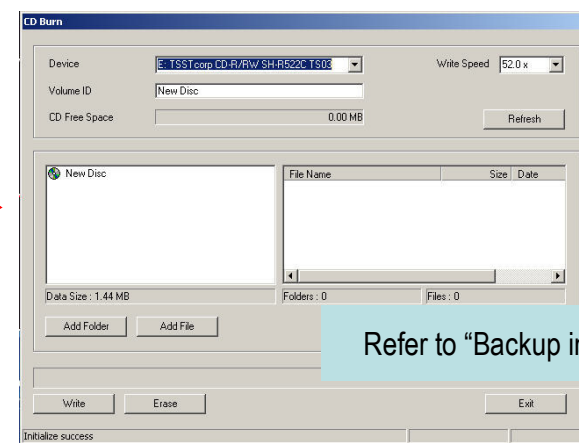 CD Burn
Device E: TSSTcorp CD-R/RW SH-R522C TS03 Write Speed 52.0 x
Volume ID New Disc
CD Free Space 0.00 MB Refresh
New Disc File Name Size Date
Data Size : 1.44 MB Folders : 0 Files : 0
Add Folder Add File
Refer to “Backup in
Write Erase Exit
Initialize success